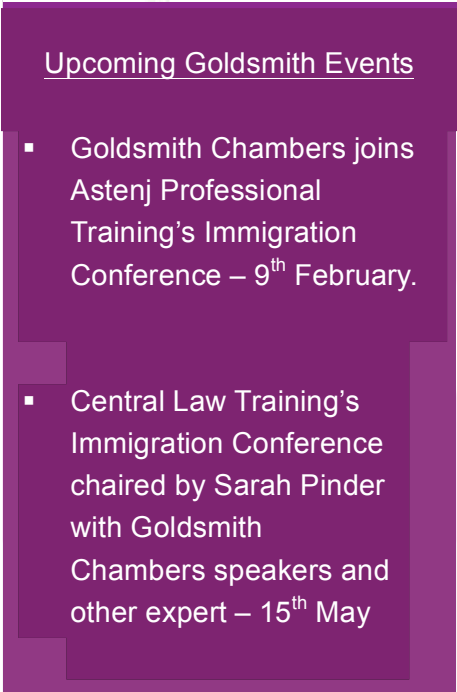 Upcoming Goldsmith Events
▪ Goldsmith Chambers joins
Astenj Professional
Training’s Immigration
Conference – 9th February.
▪ Central Law Training’s
Immigration Conference
chaired by Sarah Pinder
with Goldsmith
Chambers speakers and
other expert – 15th May